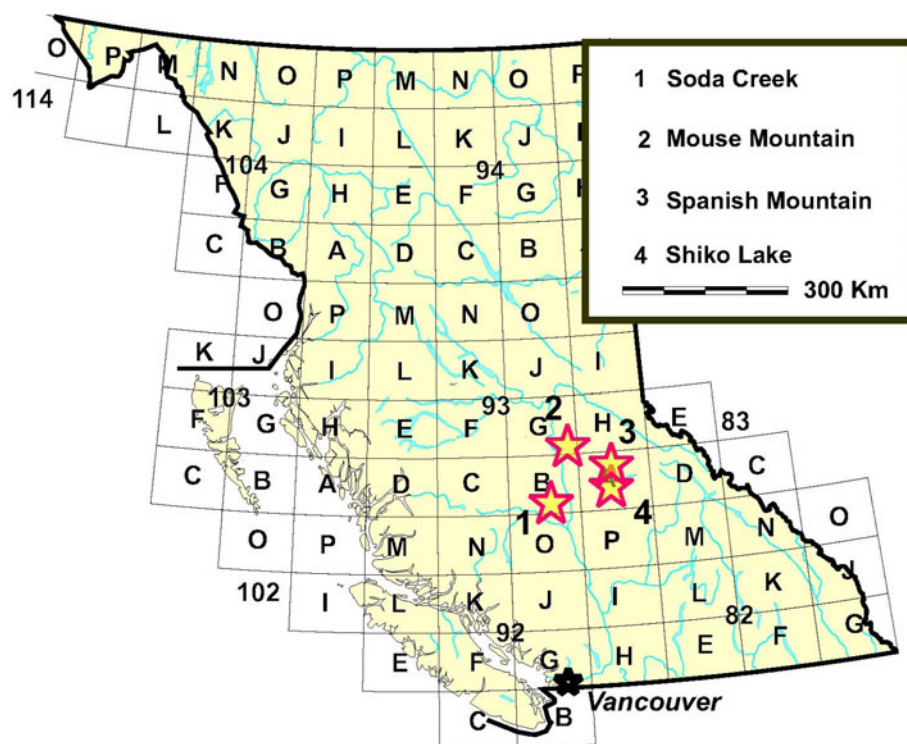 O P M N O P M N O P
1 Soda Creek
114
L K J I L K J
2 Mouse Mountain
104 94
F G H E F G H
3 Spanish Mountain
C B A D C B
4 Shiko Lake
300 Km
O P M N O
K J I L K J I
103 93 2 E 83
F G H E F G H 3
C B A D C B D C
1 4
O P M N O P M N O
102
I L K J I L K J
92 82
E F G H E F G
Vancouver
C B